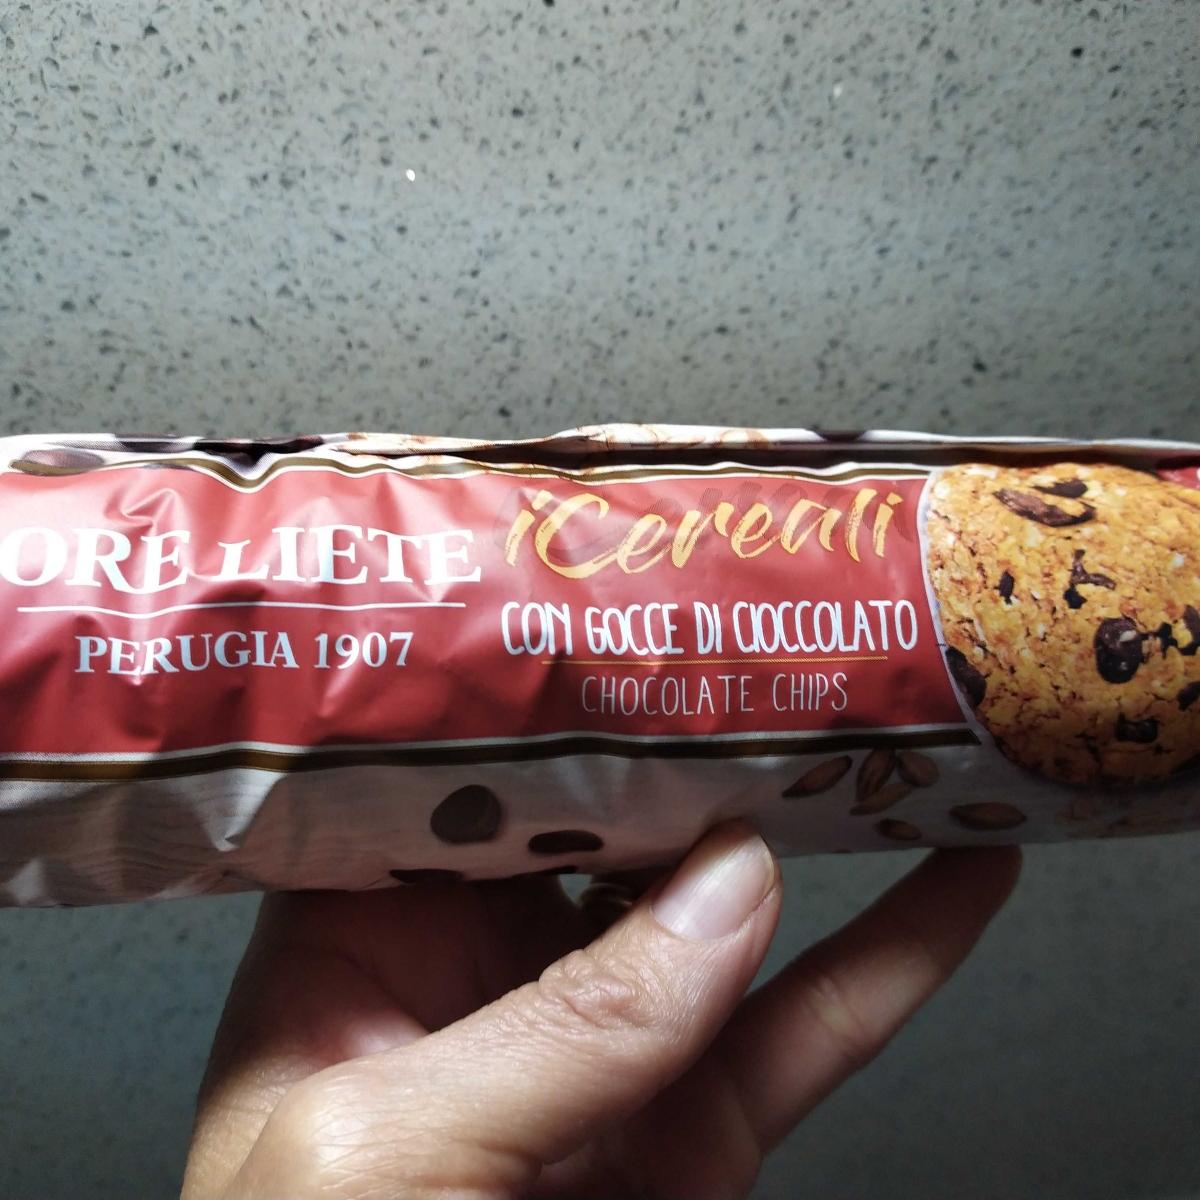 ORE LIETE
PERUGIA 1907
iCereali
CON GOCCE DI CIOCCOLATO
CHOCOLATE CHIPS